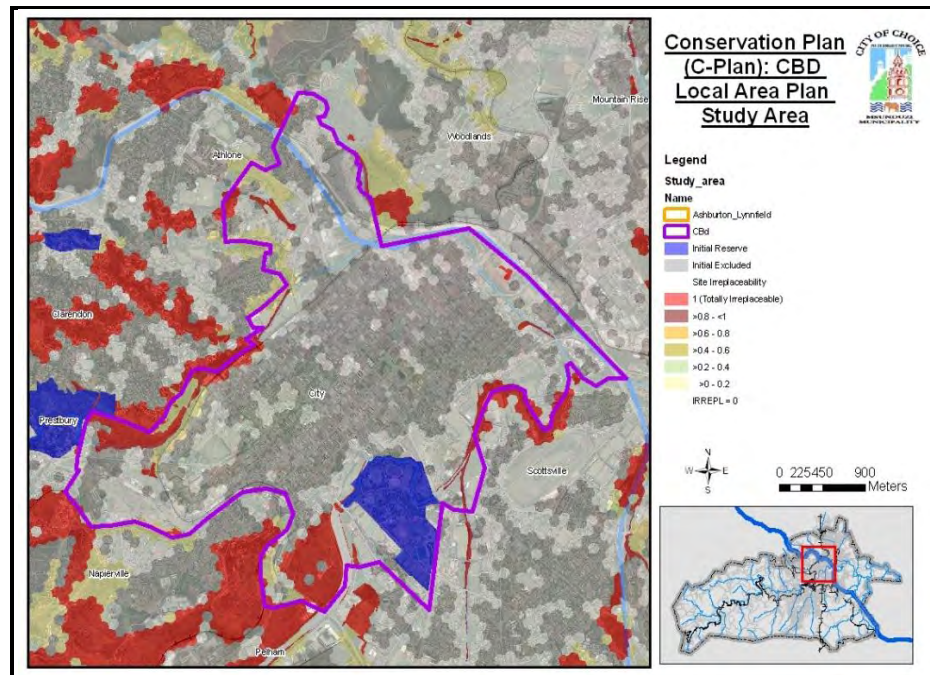 Conservation Plan
(C-Plan): CBD
Local Area Plan
Study Area
CITY OF CHOICE
MSUNDUZI
MUNICIPALITY
Legend
Study_area
Name
Ashburton_Lynnfield
CBd
Initial Reserve
Initial Excluded
Site Irreplaceability
1 (Totally Irreplaceable)
>0.8 - <1
>0.6 - 0.8
>0.4 - 0.6
>0.2 - 0.4
>0 - 0.2
IRREPL = 0
N
W E
S
0 225450 900
Meters
Mountain Rise
Woodlands
Athlone
Clarendon
City
Prestbury
Scottsville
Napierville
Pelham